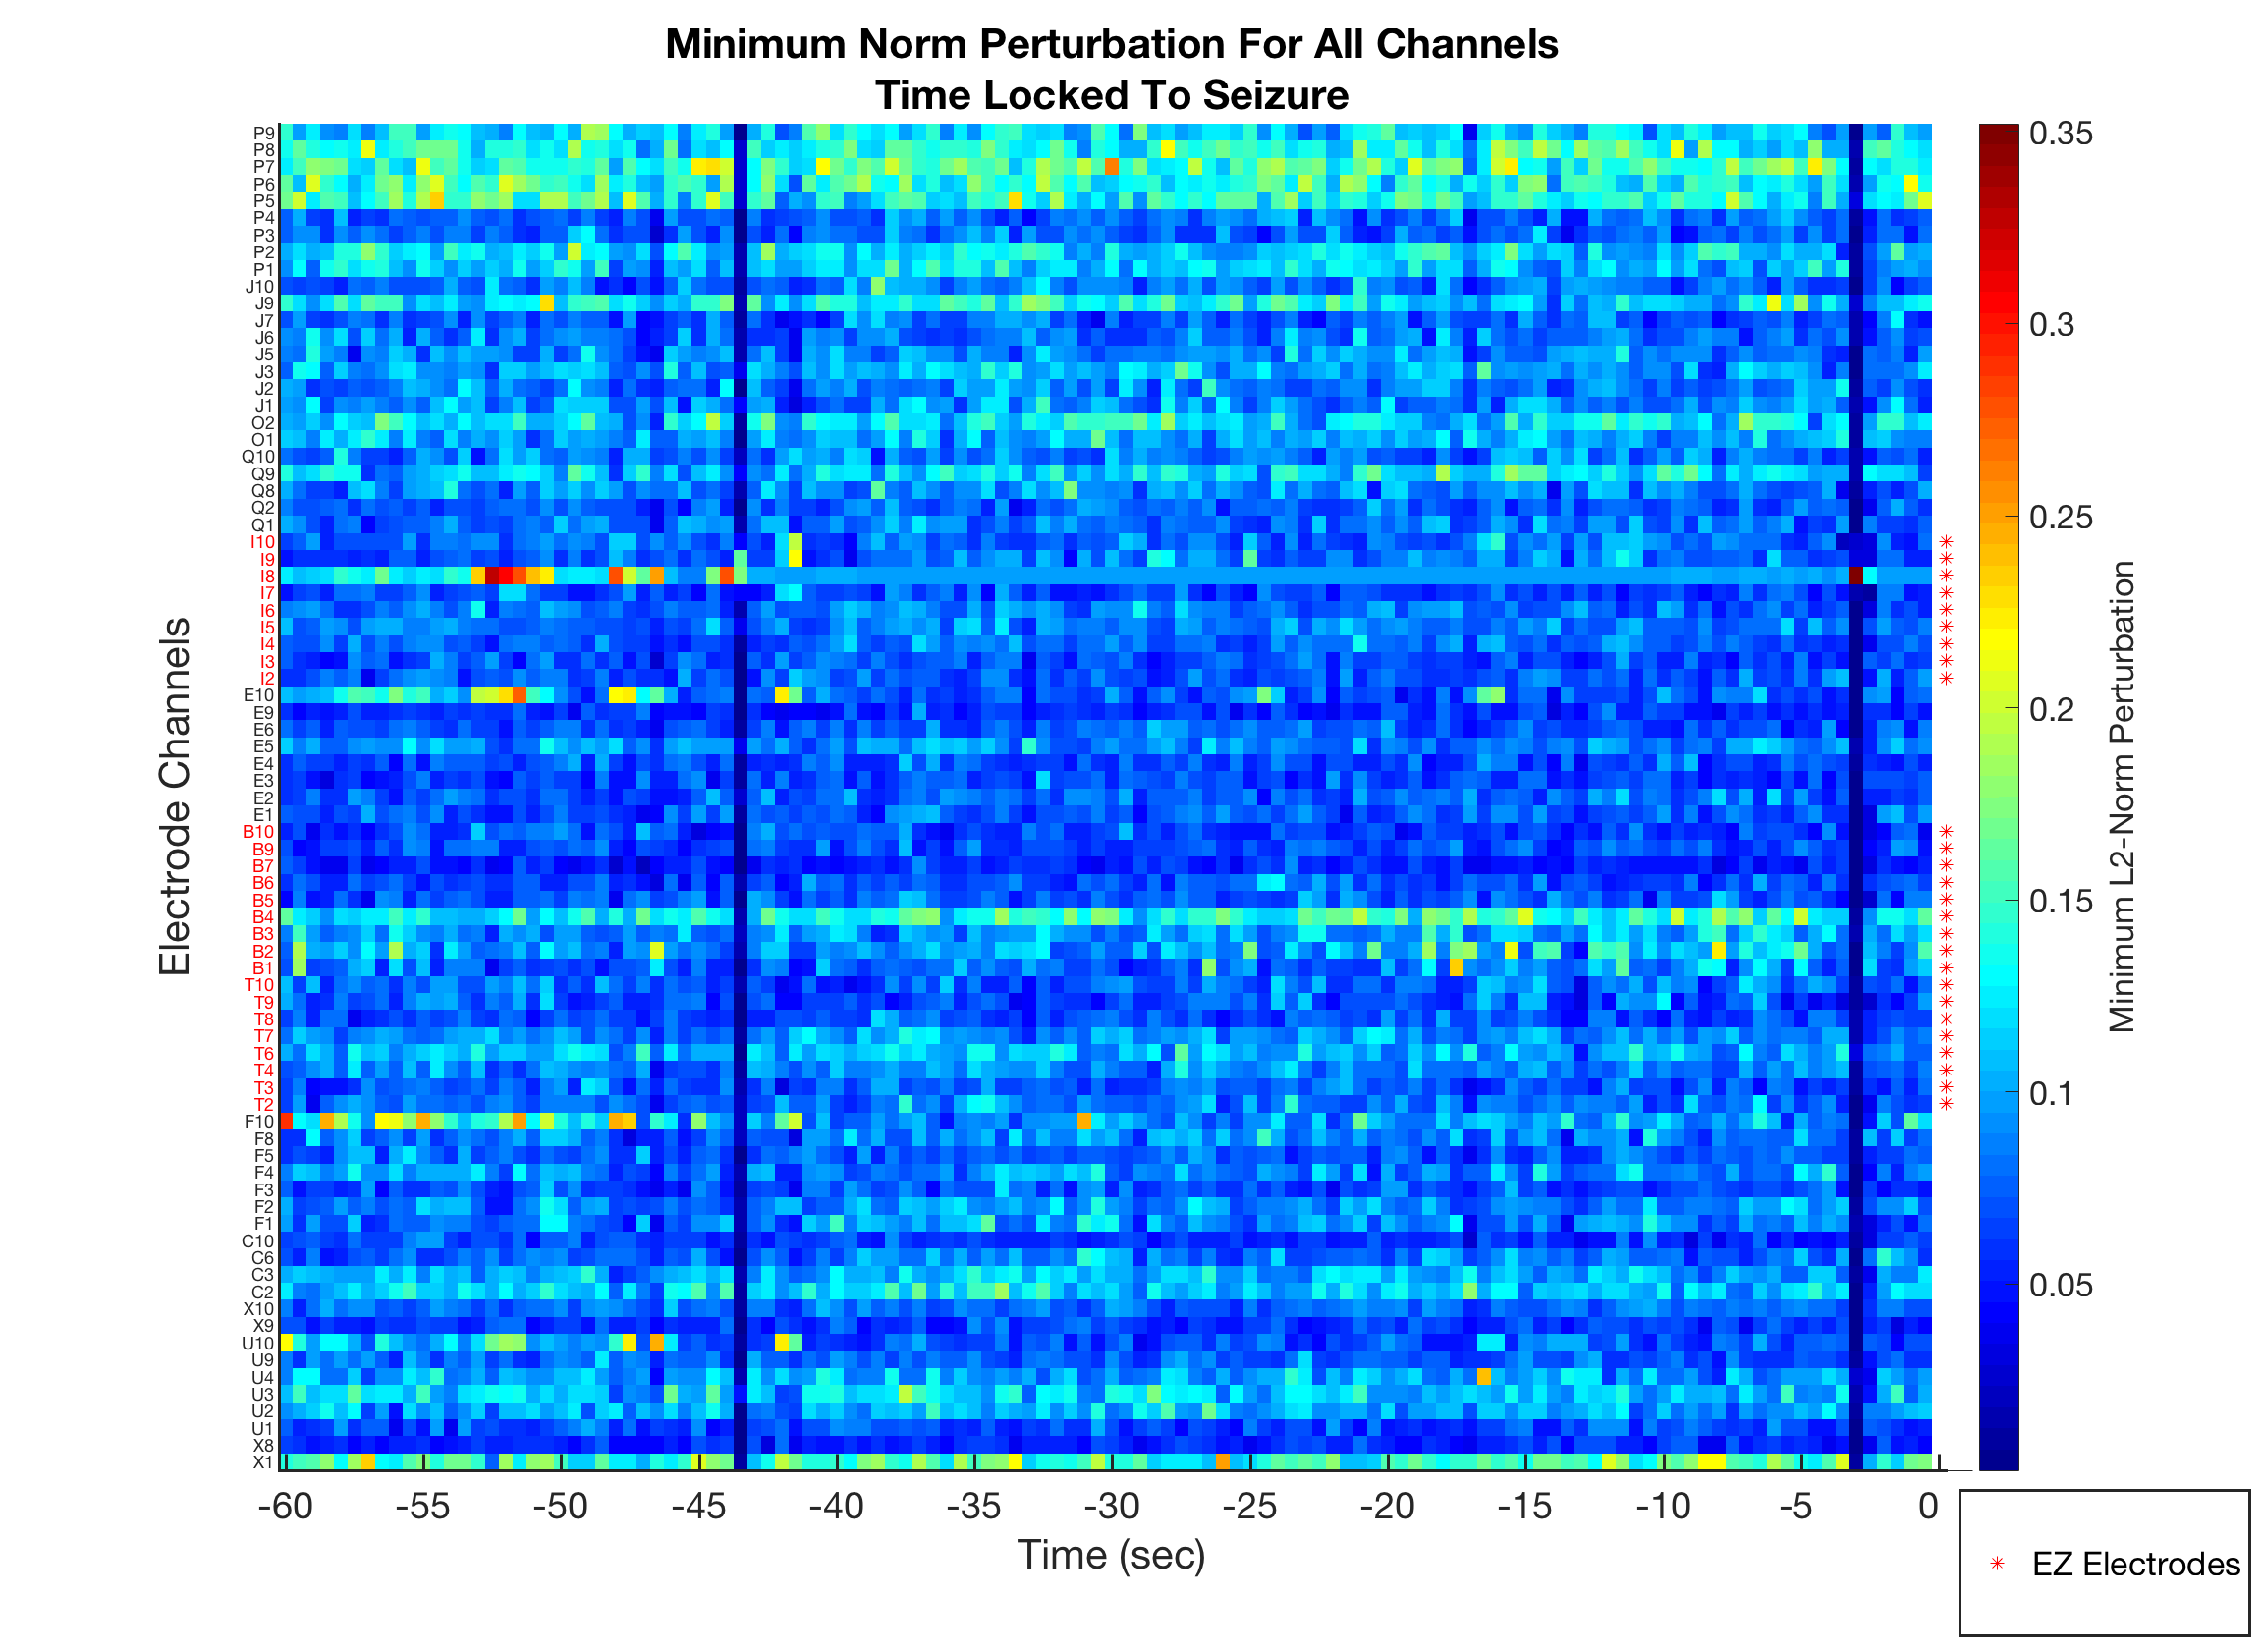 Minimum Norm Perturbation For All Channels
Time Locked To Seizure
Electrode Channels
P9
P8
P7
P6
P5
P4
P3
P2
P1
J10
J9
J7
J6
J5
J3
J2
J1
O2
O1
Q10
Q9
Q8
Q2
Q1
I10
I9
I8
I7
I6
I5
I4
I3
I2
E10
E9
E6
E5
E4
E3
E2
E1
B10
B9
B7
B6
B5
B4
B3
B2
B1
T10
T9
T8
T7
T6
T4
T3
T2
F10
F8
F5
F4
F3
F2
F1
C10
C6
C3
C2
X10
X9
U10
U9
U4
U3
U2
U1
X8
X1
-60 -55 -50 -45 -40 -35 -30 -25 -20 -15 -10 -5 0
Time (sec)
0.35
0.3
0.25
0.2
0.15
0.1
0.05
Minimum L2-Norm Perturbation
EZ Electrodes